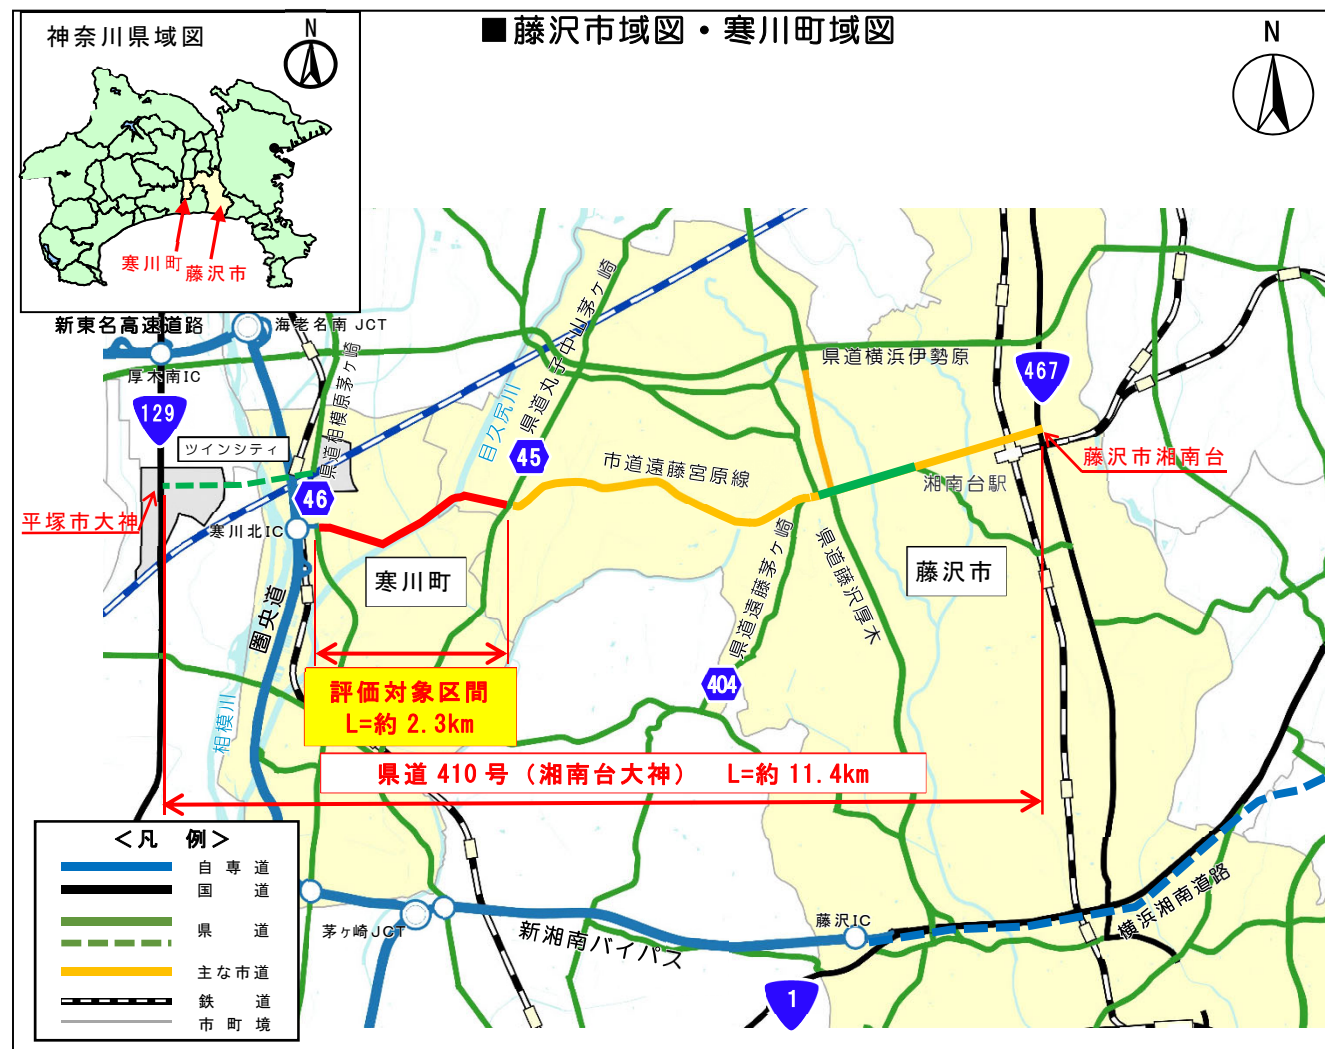 ■藤沢市域図・寒川町域図
神奈川県域図
N
N
寒川町
藤沢市
新東名高速道路
海老名南 JCT
厚木南IC
129
ツインシティ
県道相模原茅ヶ崎
目久尻川
県道丸子中山茅ヶ崎
県道横浜伊勢原
467
45
46
市道遠藤宮原線
湘南台駅
藤沢市湘南台
平塚市大神
寒川北IC
寒川町
藤沢市
圏央道
県道遠藤茅ヶ崎
県道藤沢厚木
404
相模川
評価対象区間
L=約 2.3km
県道 410 号（湘南台大神） L=約 11.4km
＜凡 例＞
自 専 道
国 道
県 道
主な市道
鉄 道
市 町 境
茅ヶ崎JCT
新湘南バイパス
藤沢IC
横浜湘南道路
1